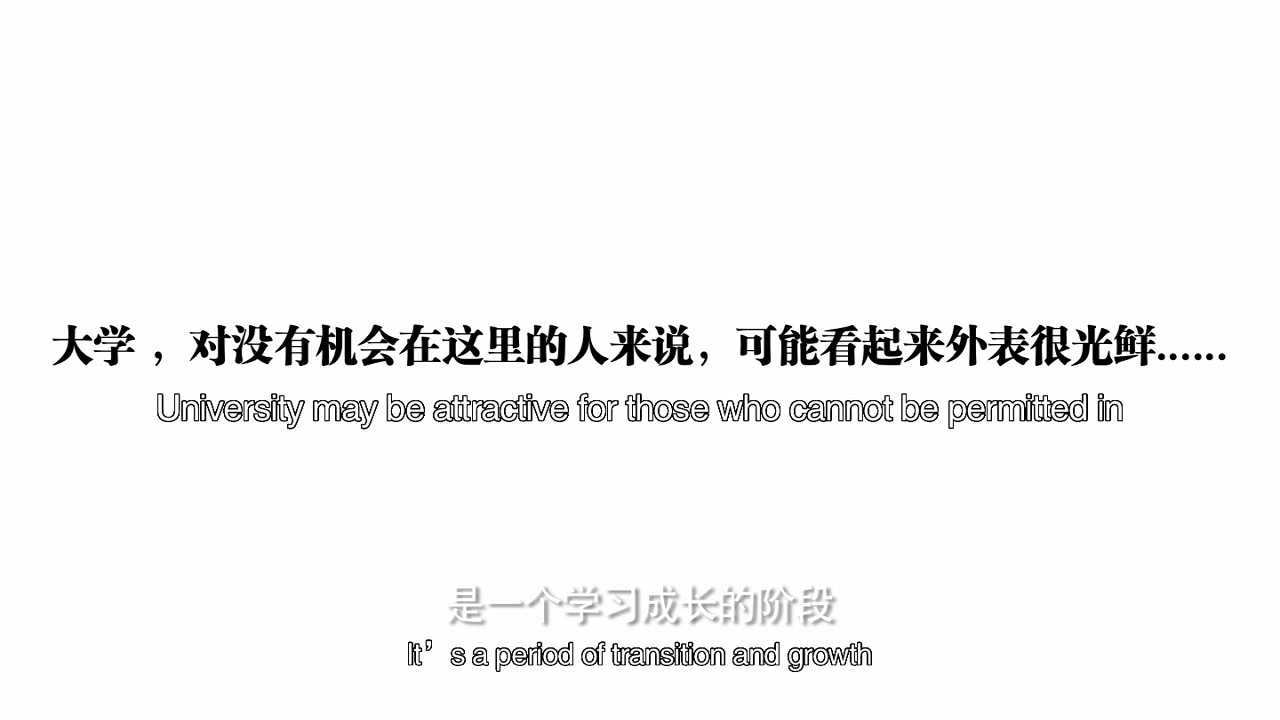 大学，对没有机会在这里的人来说，可能看起来外表很光鲜......
University may be attractive for those who cannot be permitted in
是一个学习成长的阶段
It’s a period of transition and growth